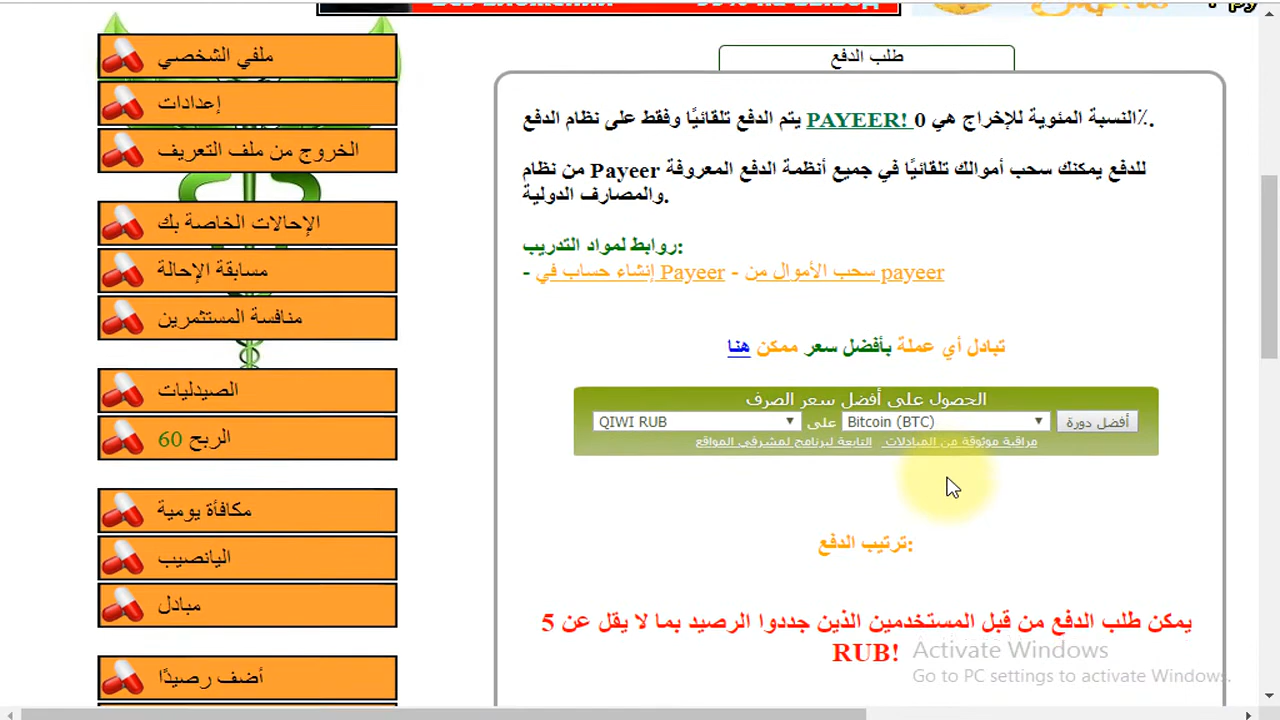 ملفي الشخصي
إعدادات
الخروج من ملف التعريف
الإحالات الخاصة بك
مسابقة الإحالة
منافسة المستثمرين
الصيدليات
الربح 60
مكافأة يومية
اليانصيب
مبادل
أضف رصيدًا
طلب الدفع
٪النسبة المئوية للإخراج هي 0 PAYEER! يتم الدفع تلقائيًا وفقط على نظام الدفع.
للدفع يمكنك سحب أموالك تلقائيًا في جميع أنظمة الدفع المعروفة Payeer من نظام
والمصارف الدولية.
روابط لمواد التدريب:
- إنشاء حساب في Payeer - سحب الأموال من payeer
تبادل أي عملة بأفضل سعر ممكن هنا
الحصول على أفضل سعر الصرف
QIWI RUB على Bitcoin (BTC) أفضل دورة
مراقبة موثوقة من المبادلات التابعة لبرنامج لمشرفي المواقع
ترتيب الدفع:
يمكن طلب الدفع من قبل المستخدمين الذين جددوا الرصيد بما لا يقل عن 5
RUB!
Activate Windows
Go to PC settings to activate Windows.